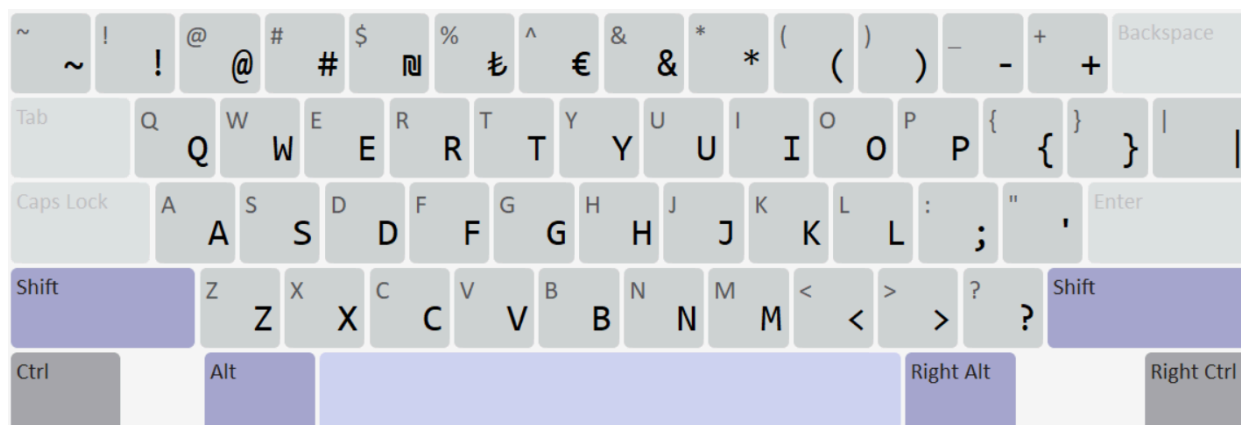 ~ ~ ! ! @ @ # # $ ₪ % ₺ ^ € & & * * ( ( ) ) _ - + + Backspace
Tab Q Q W W E E R R T T Y Y U U I I O O P P { { } } | |
Caps Lock A A S S D D F F G G H H J J K K L L : ; " ' Enter
Shift Z Z X X C C V V B B N N M M < < > > ? ? Shift
Ctrl Alt Right Alt Right Ctrl